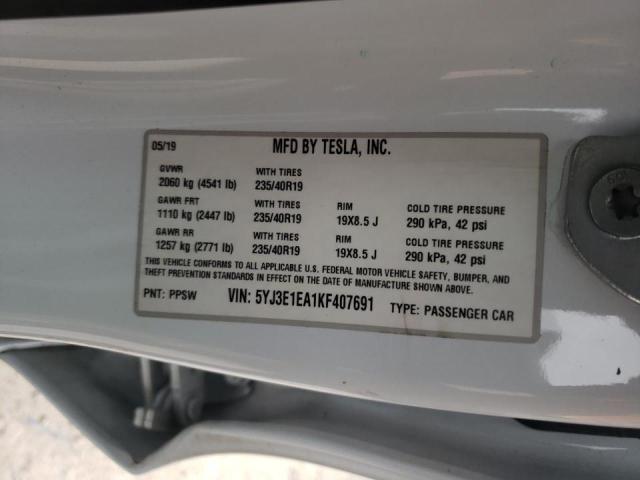 05/19 MFD BY TESLA, INC.
GVWR WITH TIRES
2060 kg (4541 lb) 235/40R19
GAWR FRT WITH TIRES RIM COLD TIRE PRESSURE
1110 kg (2447 lb) 235/40R19 19X8.5 J 290 kPa, 42 psi
GAWR RR WITH TIRES RIM COLD TIRE PRESSURE
1257 kg (2771 lb) 235/40R19 19X8.5 J 290 kPa, 42 psi
THIS VEHICLE CONFORMS TO ALL APPLICABLE U.S. FEDERAL MOTOR VEHICLE SAFETY, BUMPER, AND
THEFT PREVENTION STANDARDS IN EFFECT ON THE DATE OF MANUFACTURE SHOWN ABOVE.
PNT: PPSW VIN: 5YJ3E1EA1KF407691 TYPE: PASSENGER CAR